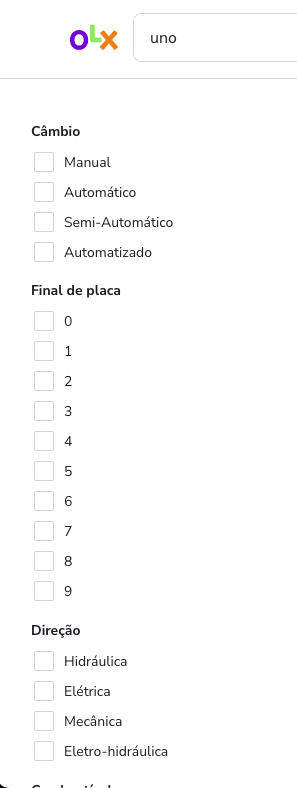 OLX
uno
Câmbio
Manual
Automático
Semi-Automático
Automatizado
Final de placa
0
1
2
3
4
5
6
7
8
9
Direção
Hidráulica
Elétrica
Mecânica
Eletro-hidráulica